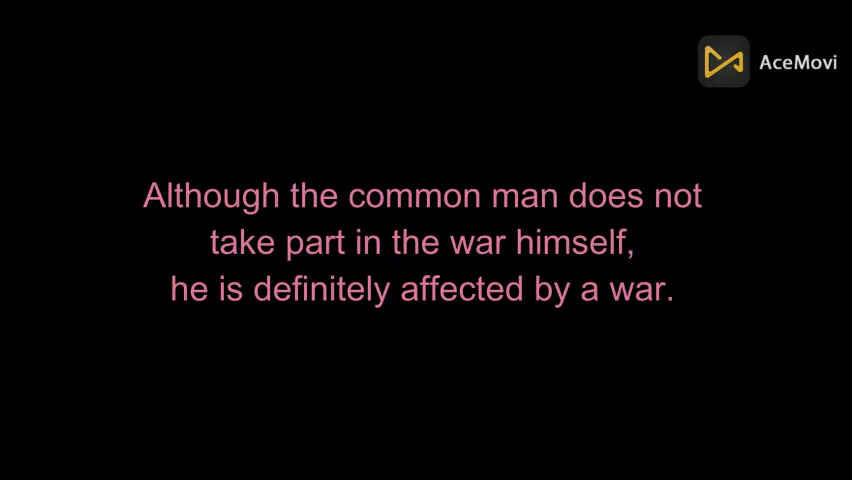 AceMovi
Although the common man does not
take part in the war himself,
he is definitely affected by a war.